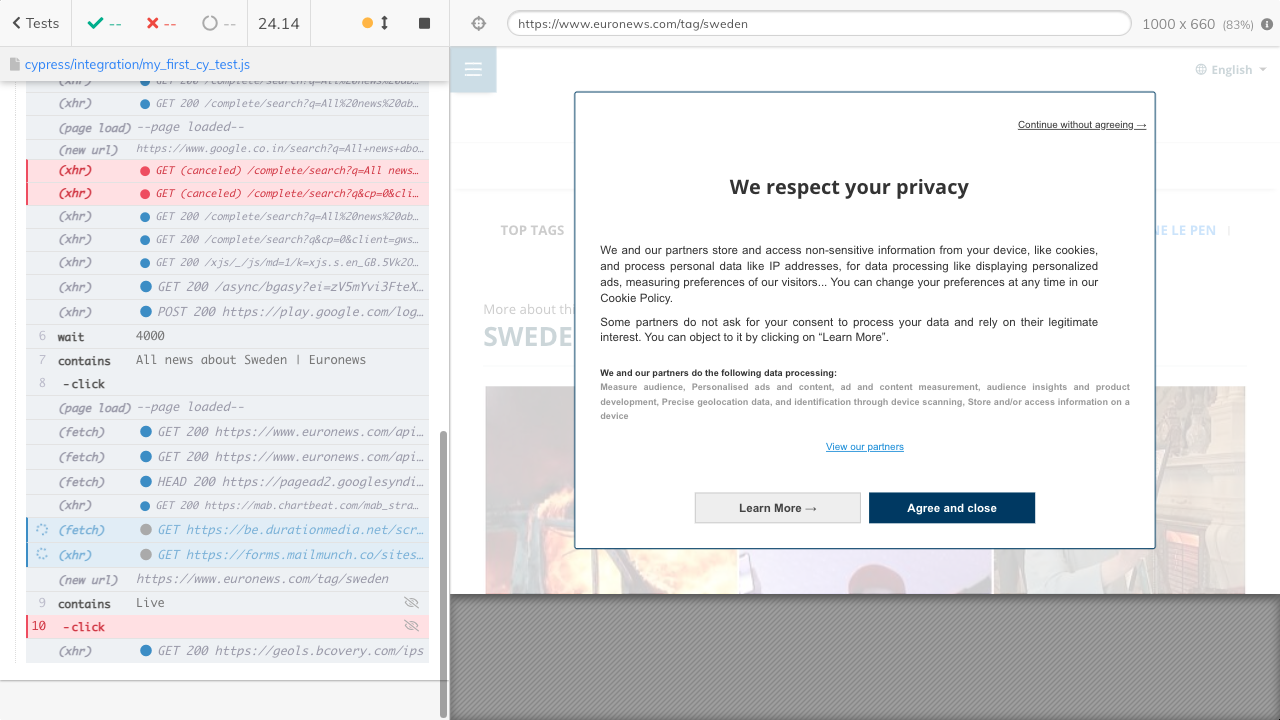 Tests
--
--
--
24.14
cypress/integration/my_first_cy_test.js
(xhr) GET 200 /complete/search?q=All%20news%20ab…
(xhr) GET 200 /complete/search?q=All%20news%20ab…
(page load) --page loaded--
(new url) https://www.google.co.in/search?q=All+news+abo…
(xhr) GET (canceled) /complete/search?q=All news…
(xhr) GET (canceled) /complete/search?q&cp=0&cli…
(xhr) GET 200 /complete/search?q=All%20news%20ab…
(xhr) GET 200 /complete/search?q&cp=0&client=gws…
(xhr) GET 200 /xjs/_/js/md=1/k=xjs.s.en_GB.5Vk2O…
(xhr) GET 200 /async/bgasy?ei=zV5mYvi3FteX…
(xhr) POST 200 https://play.google.com/log…
6 wait 4000
7 contains All news about Sweden | Euronews
8 -click
(page load) --page loaded--
(fetch) GET 200 https://www.euronews.com/api…
(fetch) GET 200 https://www.euronews.com/api…
(fetch) HEAD 200 https://pagead2.googlesyndi…
(xhr) GET 200 https://mab.chartbeat.com/mab_stra…
(fetch) GET https://be.durationmedia.net/scr…
(xhr) GET https://forms.mailmunch.co/sites…
(new url) https://www.euronews.com/tag/sweden
9 contains Live
10 -click
(xhr) GET 200 https://geols.bcovery.com/ips
https://www.euronews.com/tag/sweden
1000 x 660 (83%)
English
Continue without agreeing →
We respect your privacy
TOP TAGS
NE LE PEN
We and our partners store and access non-sensitive information from your device, like cookies,
and process personal data like IP addresses, for data processing like displaying personalized
ads, measuring preferences of our visitors... You can change your preferences at any time in our
Cookie Policy.
More about thi
Some partners do not ask for your consent to process your data and rely on their legitimate
interest. You can object to it by clicking on “Learn More”.
SWEDE
We and our partners do the following data processing:
Measure audience, Personalised ads and content, ad and content measurement, audience insights and product
development, Precise geolocation data, and identification through device scanning, Store and/or access information on a
device
View our partners
Learn More →
Agree and close